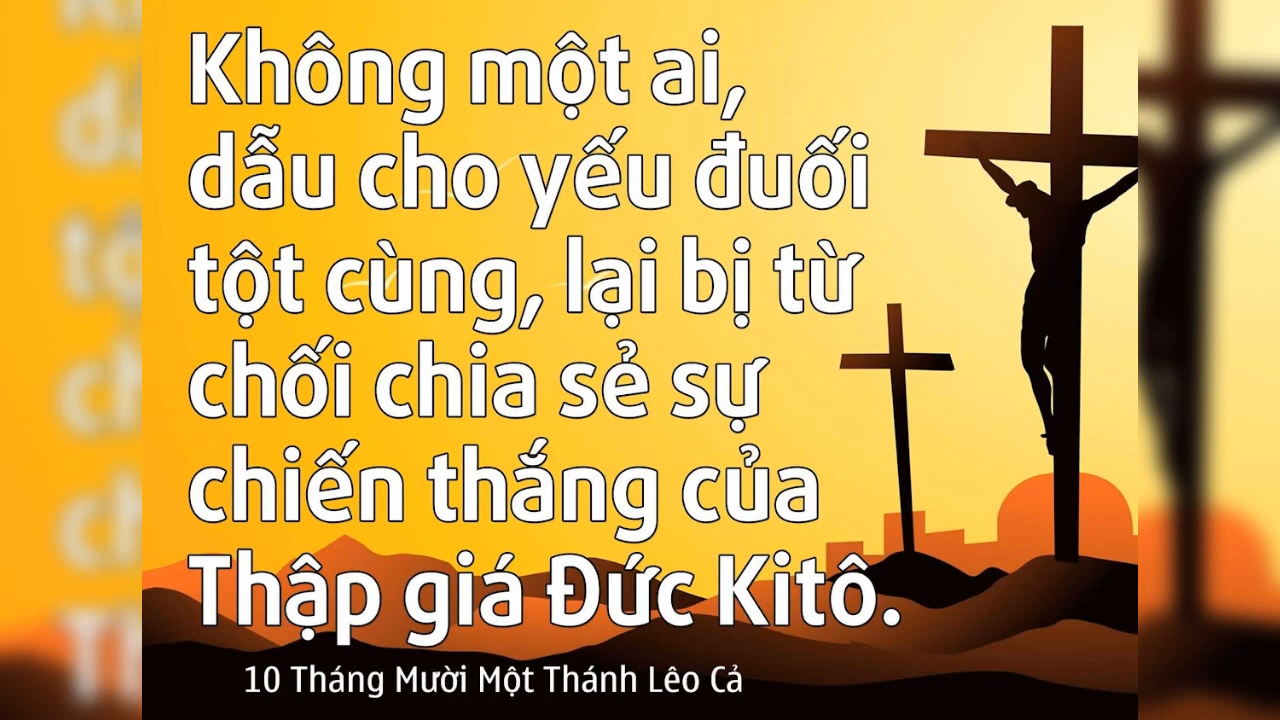 Không một ai,
dẫu cho yếu đuối
tột cùng, lại bị từ
chối chia sẻ sự
chiến thắng của
Thập giá Đức Kitô.
10 Tháng Mười Một Thánh Lêo Cả